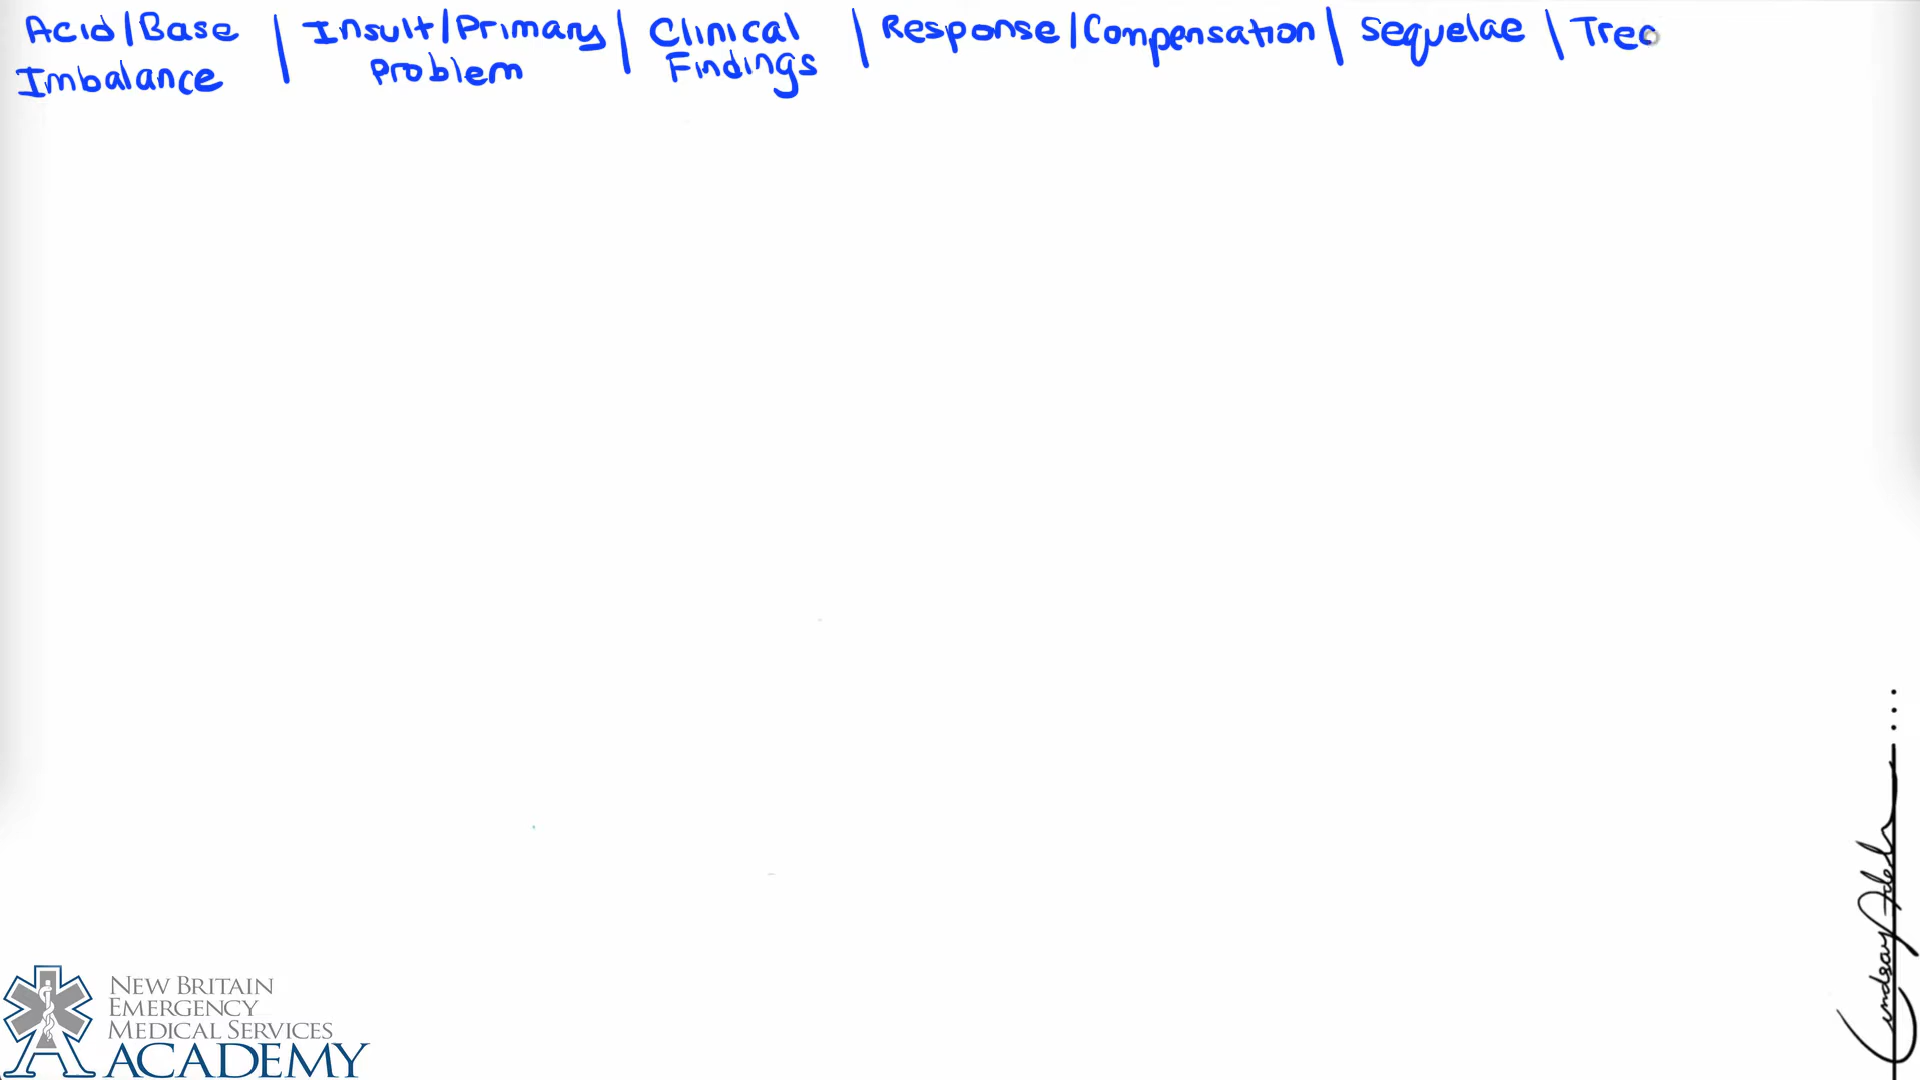 Acid/Base | Insult/Primary | Clinical | Response/Compensation | Sequelae | Trea
Imbalance problem Findings
NEW BRITAIN
EMERGENCY
MEDICAL SERVICES
ACADEMY